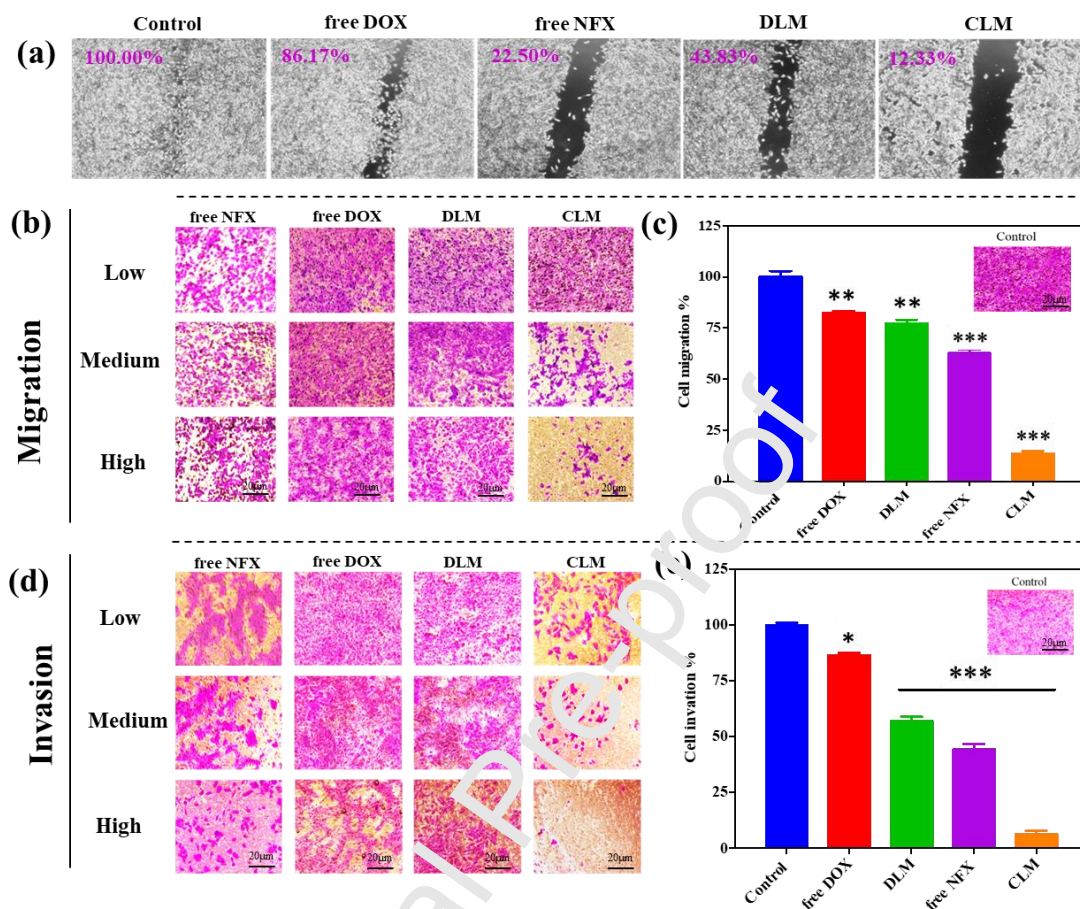 Control free DOX free NFX DLM CLM
(a)
100.00% 86.17% 22.50% 43.83% 12.33%
(b)
free NFX free DOX DLM CLM
Migration
Low
Medium
High
20μm 20μm 20μm 20μm
(c)
125
100
75
50
25
0
Cell migration %
Control
20μm
** ** *** ***
Control free DOX DLM free NFX CLM
(d)
free NFX free DOX DLM CLM
Invasion
Low
Medium
High
20μm 20μm 20μm 20μm
125
100
75
50
25
0
Cell invation %
Control
20μm
* ***
Control free DOX DLM free NFX CLM
al Pre-proof